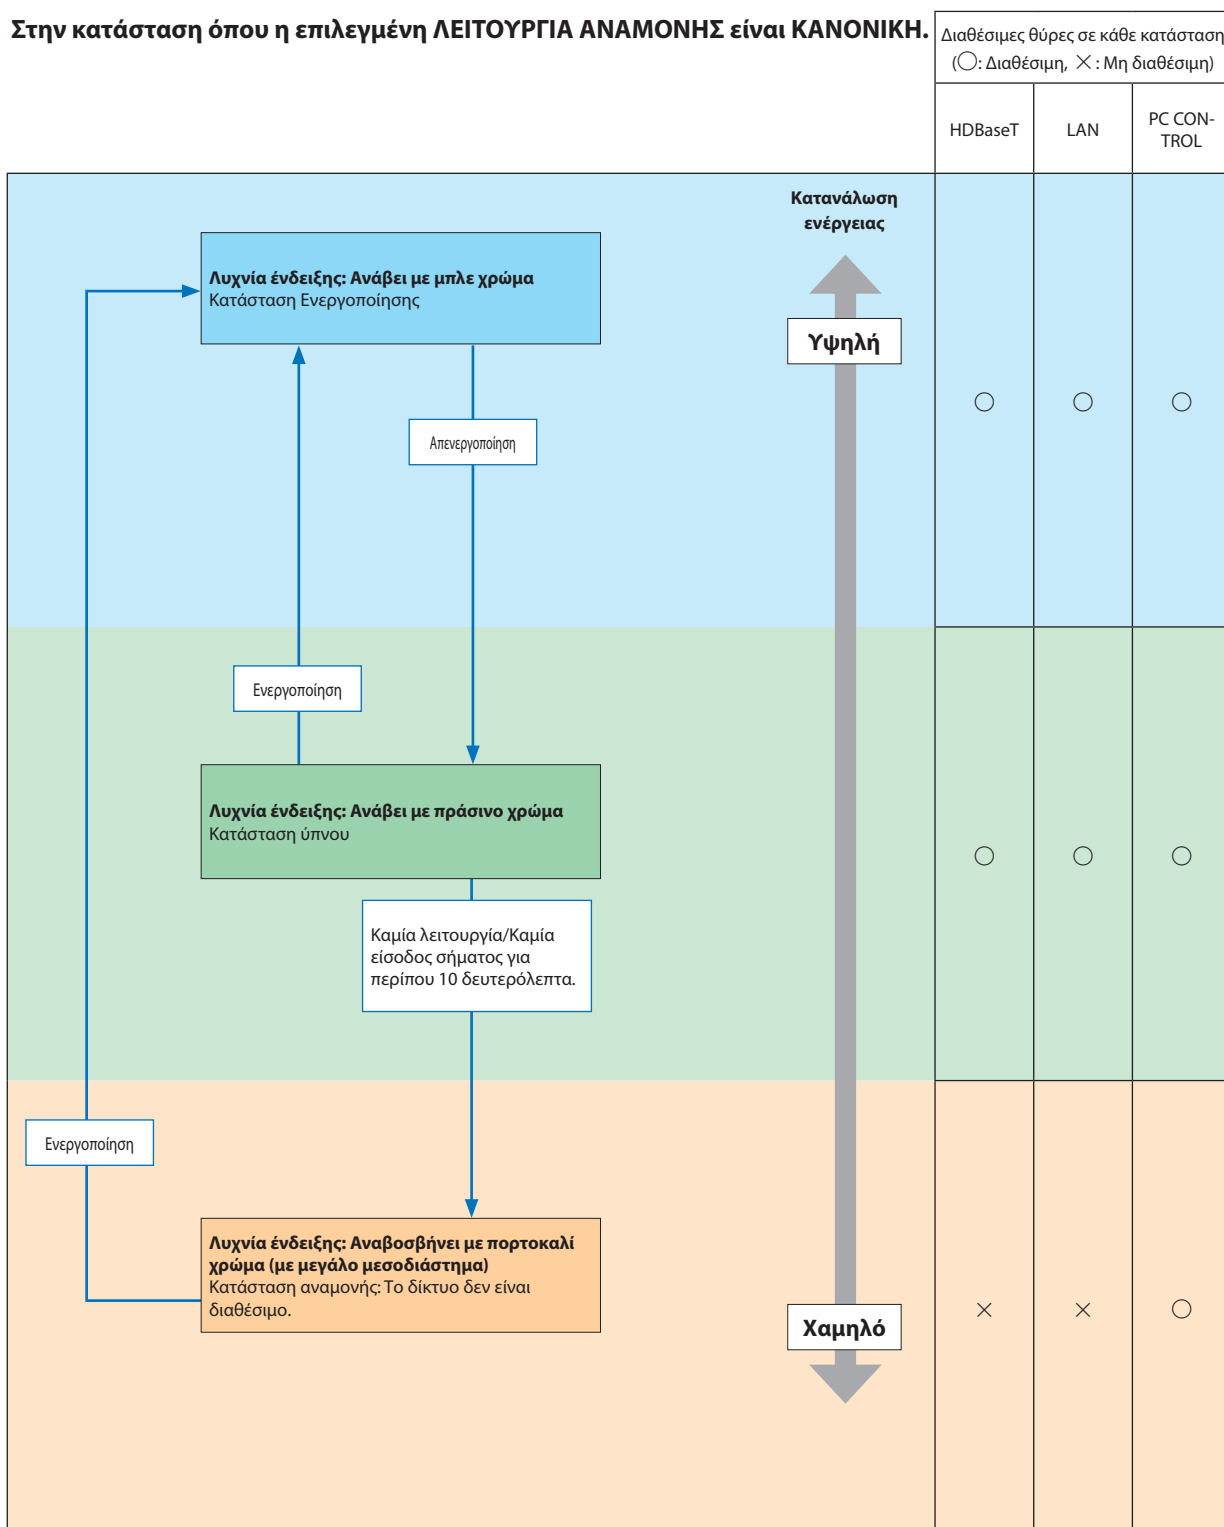 Στην κατάσταση όπου η επιλεγμένη ΛΕΙΤΟΥΡΓΙΑ ΑΝΑΜΟΝΗΣ είναι ΚΑΝΟΝΙΚΗ.
Διαθέσιμες θύρες σε κάθε κατάσταση
(○: Διαθέσιμη, ×: Μη διαθέσιμη)
HDBaseT
LAN
PC CON-
TROL
Κατανάλωση
ενέργειας
Λυχνία ένδειξης: Ανάβει με μπλε χρώμα
Κατάσταση Ενεργοποίησης
Υψηλή
○ ○ ○
Απενεργοποίηση
Ενεργοποίηση
Λυχνία ένδειξης: Ανάβει με πράσινο χρώμα
Κατάσταση ύπνου
○ ○ ○
Καμία λειτουργία/Καμία
είσοδος σήματος για
περίπου 10 δευτερόλεπτα.
Ενεργοποίηση
Λυχνία ένδειξης: Αναβοσβήνει με πορτοκαλί
χρώμα (με μεγάλο μεσοδιάστημα)
Κατάσταση αναμονής: Το δίκτυο δεν είναι
διαθέσιμο.
Χαμηλό
× × ○